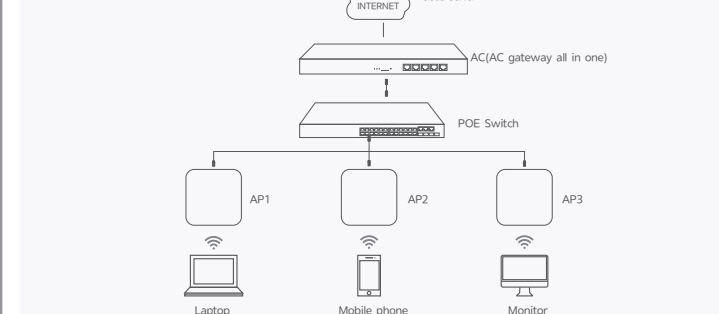 INTERNET
AC(AC gateway all in one)
POE Switch
AP1
AP2
AP3
Laptop
Mobile phone
Monitor